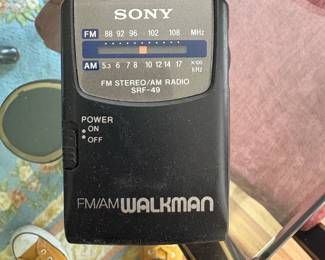 SONY
FM 88 92 96 102 108 MHz
AM 5.3 6 7 8 10 12 14 17 X100 kHz
FM STEREO/AM RADIO
SRF-49
POWER
ON
OFF
FM/AM WALKMAN